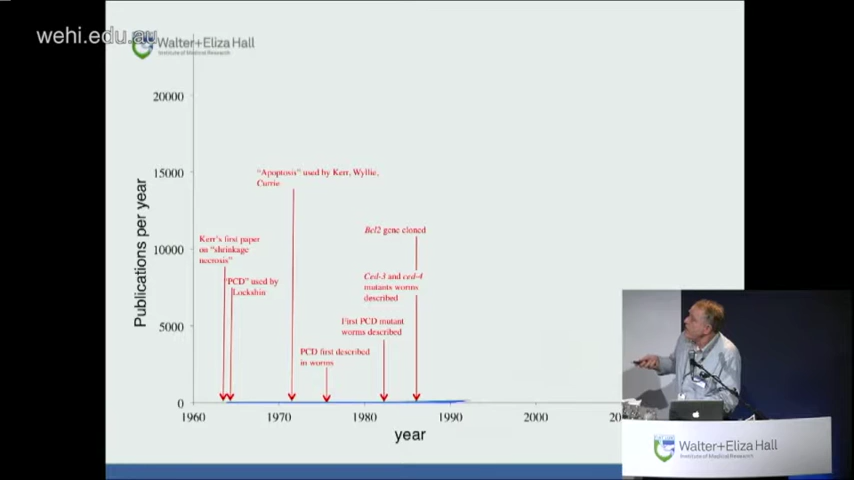 wehi.edu.au
Walter+Eliza Hall
Institute of Medical Research
Publications per year
20000
15000
10000
5000
0
"Apoptosis" used by Kerr, Wyllie,
Currie
Kerr's first paper
on "shrinkage
necrosis"
"PCD" used by
Lockshin
Bcl2 gene cloned
Ced-3 and ced-4
mutants worms
described
First PCD mutant
worms described
PCD first described
in worms
1960
1970
1980
1990
2000
year
Walter+Eliza Hall
Institute of Medical Research